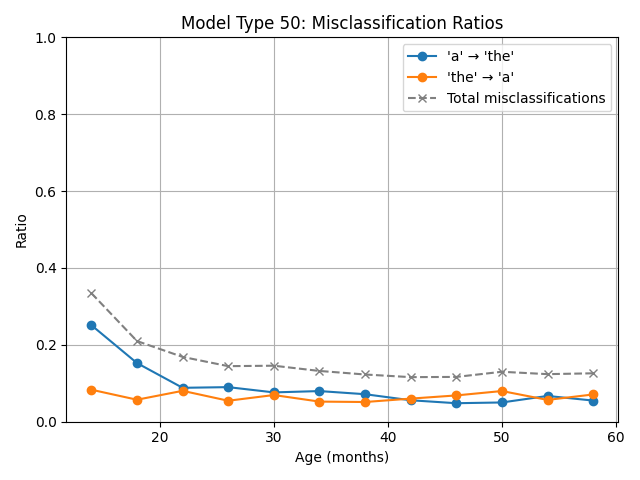 Model Type 50: Misclassification Ratios
1.0
0.8
0.6
0.4
0.2
0.0
Ratio
'a' → 'the'
'the' → 'a'
Total misclassifications
20
30
40
50
60
Age (months)